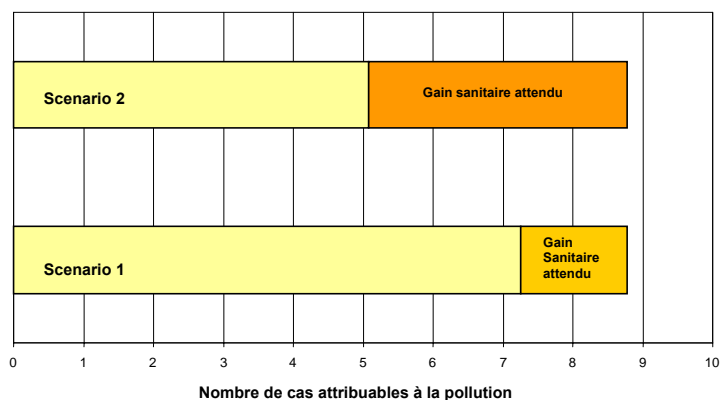 Scenario 2
Gain sanitaire attendu
Gain
Sanitaire
attendu
Scenario 1
0 1 2 3 4 5 6 7 8 9 10
Nombre de cas attribuables à la pollution